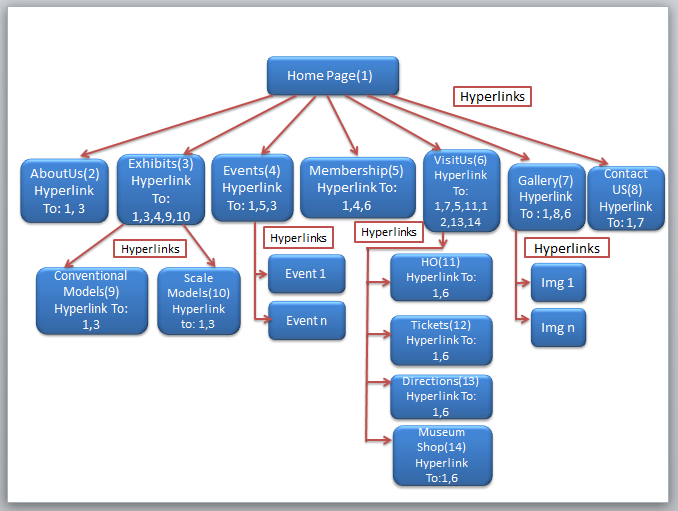 Home Page(1)
Hyperlinks
AboutUs(2)
Hyperlink
To: 1, 3
Exhibits(3)
Hyperlink
To:
1,3,4,9,10
Events(4)
Hyperlink
To: 1,5,3
Membership(5)
Hyperlink To:
1,4,6
VisitUs(6)
Hyperlink
To:
1,7,5,11,1
2,13,14
Gallery(7)
Hyperlink
To : 1,8,6
Contact
US(8)
Hyperlink
To: 1,7
Hyperlinks
Hyperlinks
Hyperlinks
Hyperlinks
Conventional
Models(9)
Hyperlink To:
1,3
Scale
Models(10)
Hyperlink
to: 1,3
Event 1
Event n
HO(11)
Hyperlink To:
1,6
Tickets(12)
Hyperlink To:
1,6
Directions(13)
Hyperlink To:
1,6
Museum
Shop(14)
Hyperlink
To:1,6
Img 1
Img n